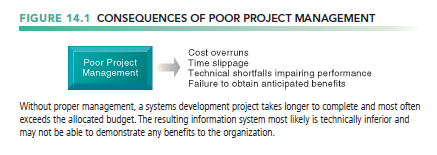 FIGURE 14.1 CONSEQUENCES OF POOR PROJECT MANAGEMENT
Poor Project
Management
Cost overruns
Time slippage
Technical shortfalls impairing performance
Failure to obtain anticipated benefits
Without proper management, a systems development project takes longer to complete and most often
exceeds the allocated budget. The resulting information system most likely is technically inferior and
may not be able to demonstrate any benefits to the organization.